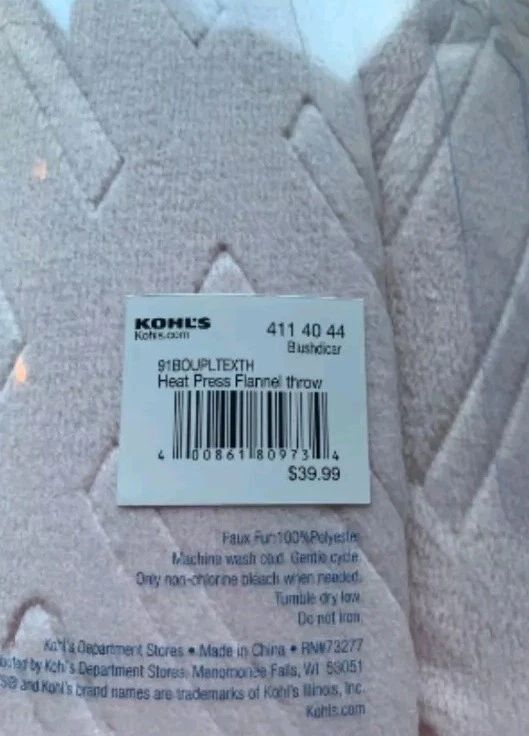 KOHL'S
Kohls.com
411 40 44
Blushdicar
91BOUPLTEXTH
Heat Press Flannel throw
4 00861 80973 4
$39.99
Faux Fur:100%Polyester
Machine wash cold. Gentle cycle.
Only non-chlorine bleach when needed.
Tumble dry low.
Do not iron.
Kohl's Department Stores • Made in China • RN#73277
by Kohl's Department Stores, Menomonee Falls, WI 53051
and Kohl's brand names are trademarks of Kohl's Illinois, Inc.
Kohls.com